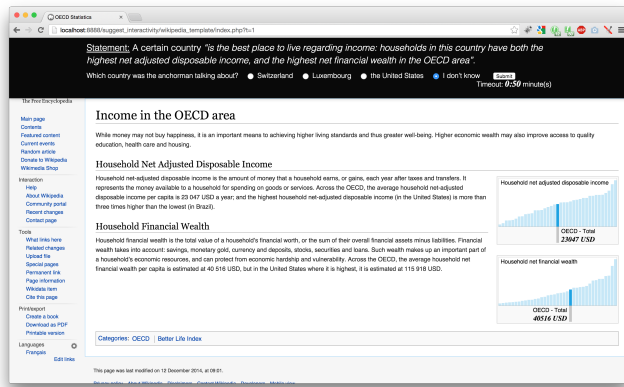 OECD Statistics
localhost:8888/suggest_interactivity/wikipedia_template/index.php?t=1
Statement: A certain country "is the best place to live regarding income: households in this country have both the
highest net adjusted disposable income, and the highest net financial wealth in the OECD area".
Which country was the anchorman talking about? Switzerland Luxembourg the United States I don't know Submit
Timeout: 0:50 minute(s)
The Free Encyclopedia
Main page
Contents
Featured content
Current events
Random article
Donate to Wikipedia
Wikimedia Shop
Interaction
Help
About Wikipedia
Community portal
Recent changes
Contact page
Tools
What links here
Related changes
Upload file
Special pages
Permanent link
Page information
Wikidata item
Cite this page
Print/export
Create a book
Download as PDF
Printable version
Languages
Français
Edit links
Income in the OECD area
While money may not buy happiness, it is an important means to achieving higher living standards and thus greater well-being. Higher economic wealth may also improve access to quality
education, health care and housing.
Household Net Adjusted Disposable Income
Household net-adjusted disposable income is the amount of money that a household earns, or gains, each year after taxes and transfers. It
represents the money available to a household for spending on goods or services. Across the OECD, the average household net-adjusted
disposable income per capita is 23 047 USD a year; and the highest household net-adjusted disposable income (in the United States) is more than
three times higher than the lowest (in Brazil).
Household net adjusted disposable income
OECD - Total
23047 USD
Household Financial Wealth
Household financial wealth is the total value of a household's financial worth, or the sum of their overall financial assets minus liabilities. Financial
wealth takes into account: savings, monetary gold, currency and deposits, stocks, securities and loans. Such wealth makes up an important part of
a household's economic resources, and can protect from economic hardship and vulnerability. Across the OECD, the average household net
financial wealth per capita is estimated at 40 516 USD, but in the United States where it is highest, it is estimated at 115 918 USD.
Household net financial wealth
OECD - Total
40516 USD
Categories: OECD | Better Life Index
This page was last modified on 12 December 2014, at 09:01.